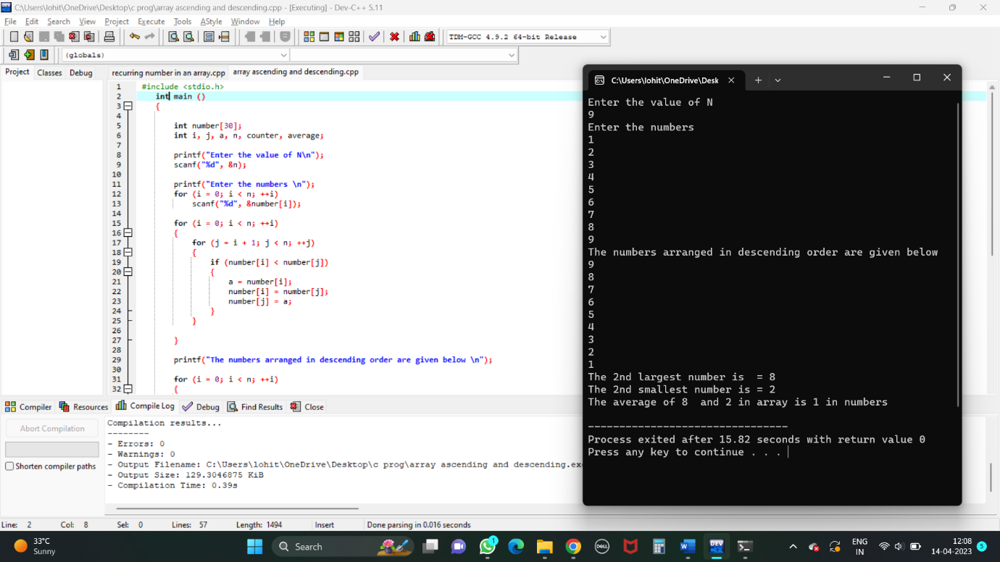 C:\Users\lohit\OneDrive\Desktop\c prog\array ascending and descending.cpp - [Executing] - Dev-C++ 5.11
File Edit Search View Project Execute Tools AStyle Window Help
TDM-GCC 4.9.2 64-bit Release
(globals)
Project Classes Debug
recurring number in an array.cpp array ascending and descending.cpp
1 #include <stdio.h>
2 int main ()
3 {
4
5 int number[30];
6 int i, j, a, n, counter, average;
7
8 printf("Enter the value of N\n");
9 scanf("%d", &n);
10
11 printf("Enter the numbers \n");
12 for (i = 0; i < n; ++i)
13 scanf("%d", &number[i]);
14
15 for (i = 0; i < n; ++i)
16 {
17 for (j = i + 1; j < n; ++j)
18 {
19 if (number[i] < number[j])
20 {
21 a = number[i];
22 number[i] = number[j];
23 number[j] = a;
24 }
25 }
26
27 }
28
29 printf("The numbers arranged in descending order are given below \n");
30
31 for (i = 0; i < n; ++i)
32 {
C:\Users\lohit\OneDrive\Desk
Enter the value of N
9
Enter the numbers
1
2
3
4
5
6
7
8
9
The numbers arranged in descending order are given below
9
8
7
6
5
4
3
2
1
The 2nd largest number is  = 8
The 2nd smallest number is = 2
The average of 8  and 2 in array is 1 in numbers
--------------------------------
Process exited after 15.82 seconds with return value 0
Press any key to continue . . .
Compiler Resources Compile Log Debug Find Results Close
Abort Compilation
Shorten compiler paths
Compilation results...
--------
- Errors: 0
- Warnings: 0
- Output Filename: C:\Users\lohit\OneDrive\Desktop\c prog\array ascending and descending.exe
- Output Size: 129.3046875 KiB
- Compilation Time: 0.39s
Line: 2 Col: 8 Sel: 0 Lines: 57 Length: 1494 Insert Done parsing in 0.016 seconds
33°C
Sunny
Search
1
DELL
W
DEV
ENG
IN
12:08
14-04-2023
5